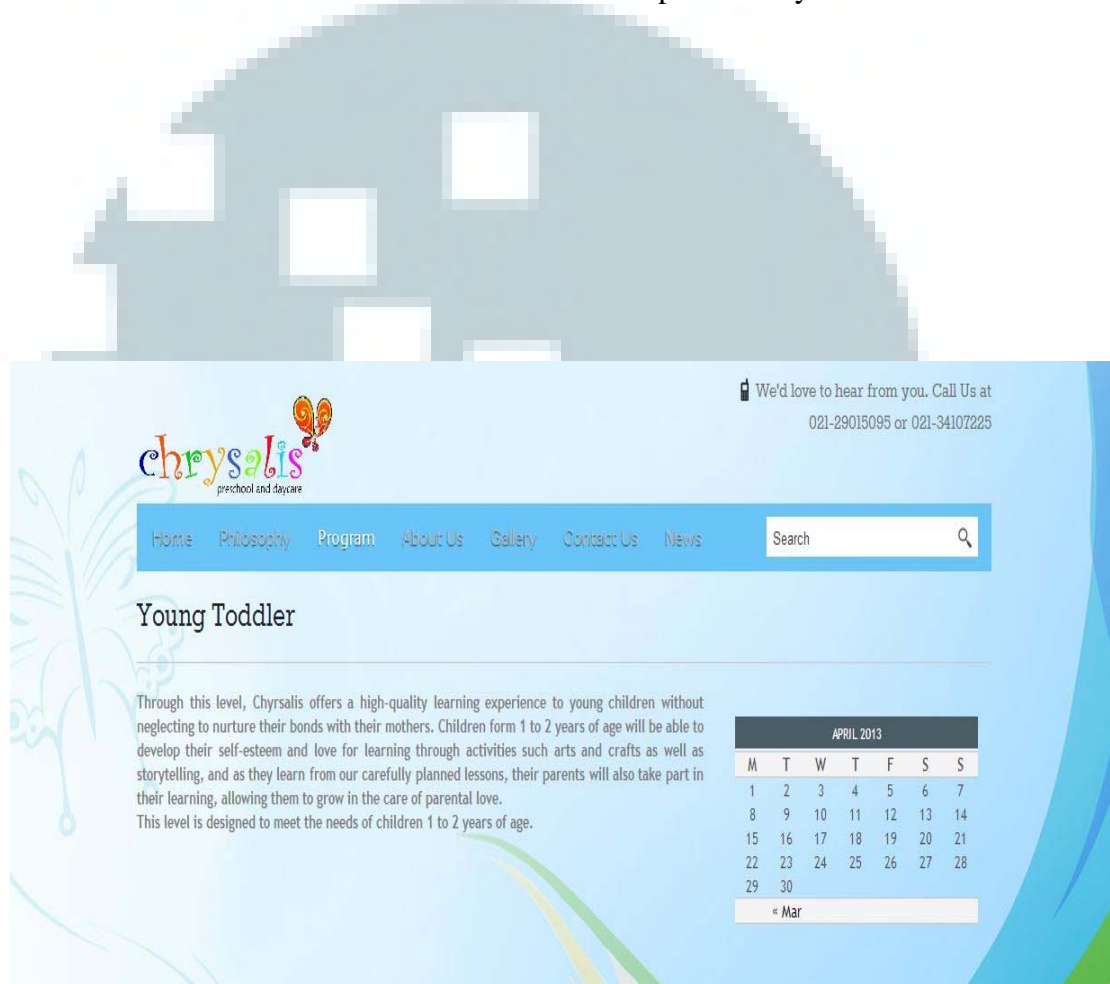 We'd love to hear from you. Call Us at
021-29015095 or 021-34107225
chrysalis
preschool and daycare
Home Philosophy Program About Us Gallery Contact Us News
Search
Young Toddler
Through this level, Chyrsalis offers a high-quality learning experience to young children without
neglecting to nurture their bonds with their mothers. Children form 1 to 2 years of age will be able to
develop their self-esteem and love for learning through activities such arts and crafts as well as
storytelling, and as they learn from our carefully planned lessons, their parents will also take part in
their learning, allowing them to grow in the care of parental love.
This level is designed to meet the needs of children 1 to 2 years of age.
APRIL 2013
M T W T F S S
1 2 3 4 5 6 7
8 9 10 11 12 13 14
15 16 17 18 19 20 21
22 23 24 25 26 27 28
29 30
« Mar